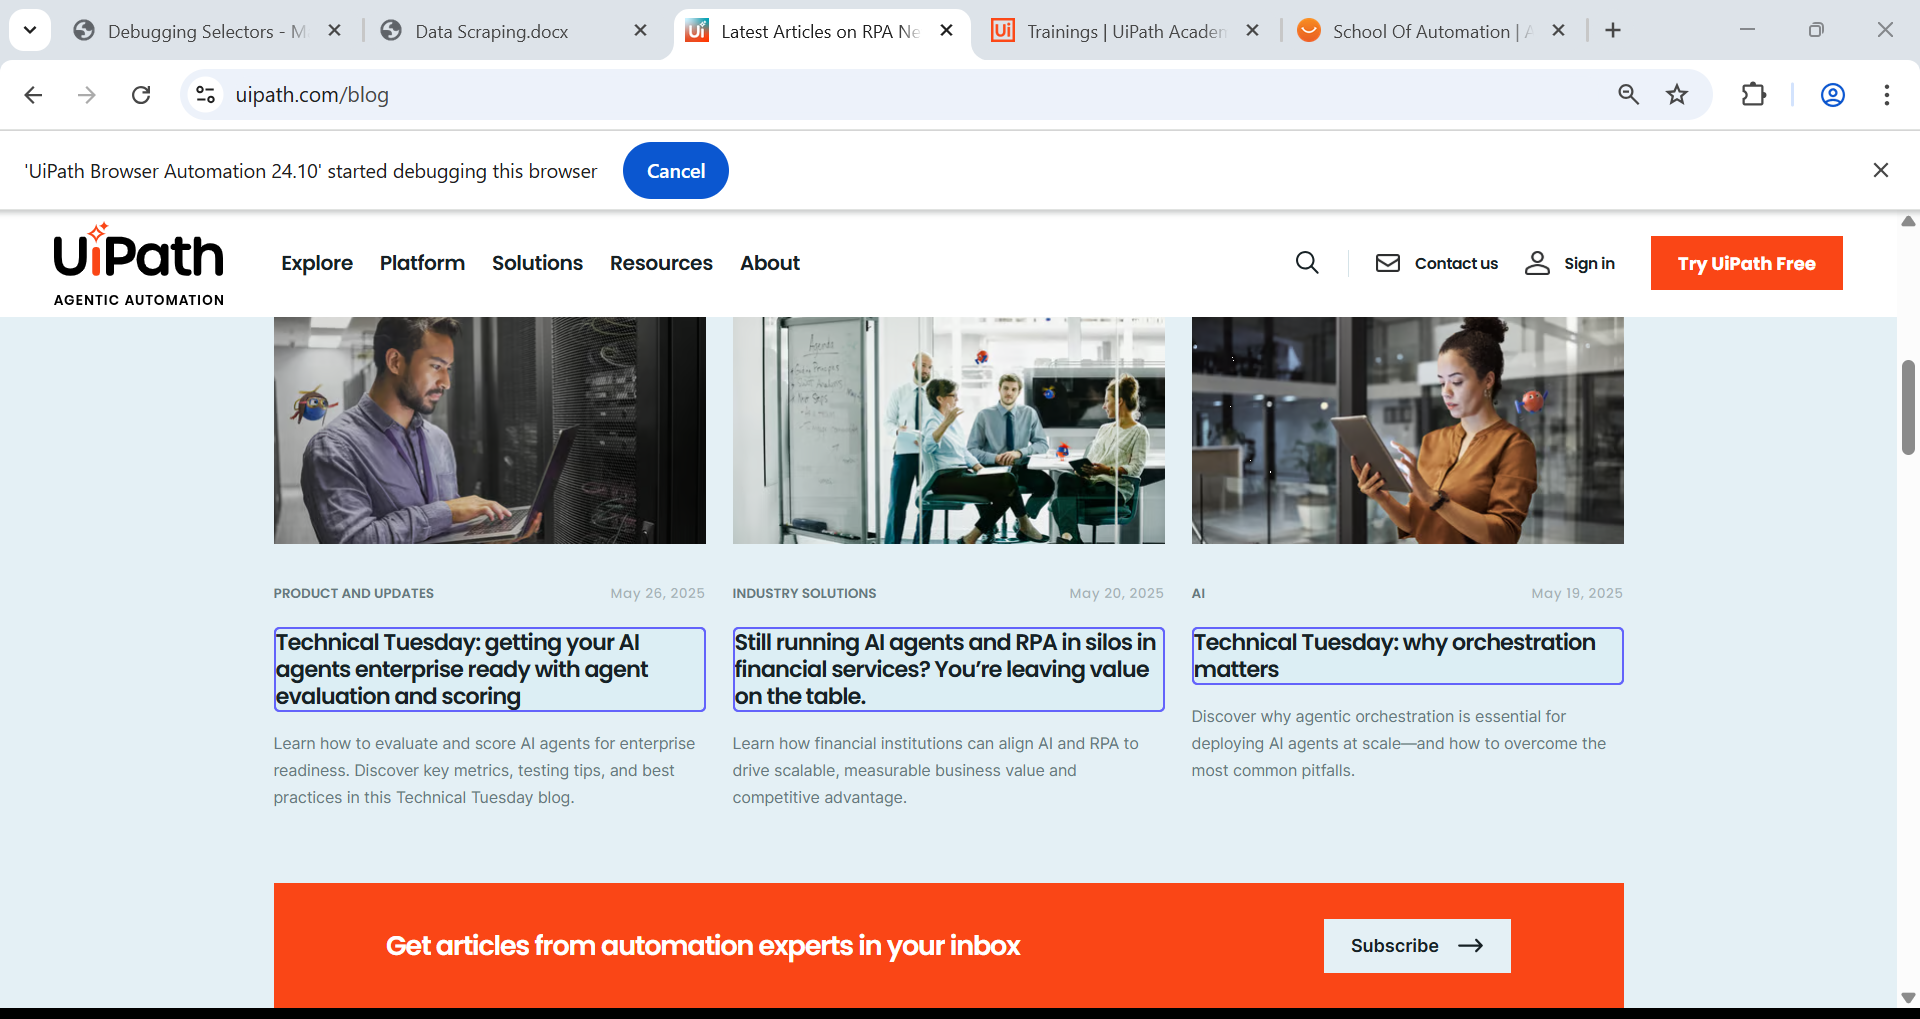 Debugging Selectors - M
Data Scraping.docx
Latest Articles on RPA Ne
Trainings | UiPath Academ
School Of Automation | A
uipath.com/blog
'UiPath Browser Automation 24.10' started debugging this browser
Cancel
UiPath
AGENTIC AUTOMATION
Explore
Platform
Solutions
Resources
About
Contact us
Sign in
Try UiPath Free
Agenda
PRODUCT AND UPDATES
May 26, 2025
Technical Tuesday: getting your AI
agents enterprise ready with agent
evaluation and scoring
Learn how to evaluate and score AI agents for enterprise
readiness. Discover key metrics, testing tips, and best
practices in this Technical Tuesday blog.
INDUSTRY SOLUTIONS
May 20, 2025
Still running AI agents and RPA in silos in
financial services? You’re leaving value
on the table.
Learn how financial institutions can align AI and RPA to
drive scalable, measurable business value and
competitive advantage.
AI
May 19, 2025
Technical Tuesday: why orchestration
matters
Discover why agentic orchestration is essential for
deploying AI agents at scale—and how to overcome the
most common pitfalls.
Get articles from automation experts in your inbox
Subscribe